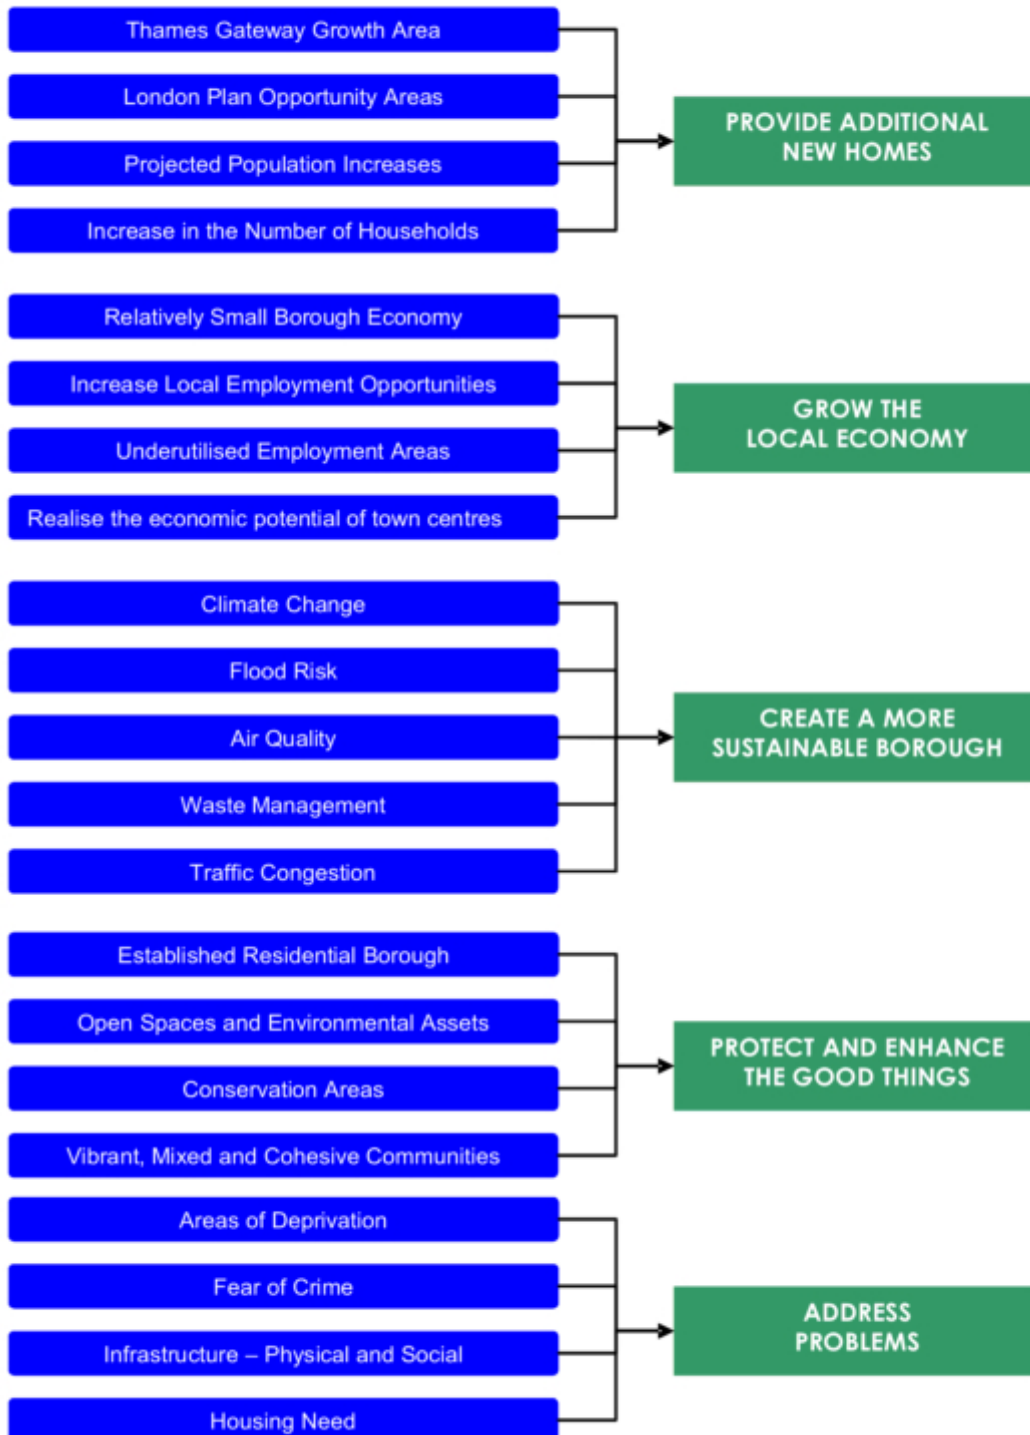 Thames Gateway Growth Area
London Plan Opportunity Areas
Projected Population Increases
Increase in the Number of Households
PROVIDE ADDITIONAL
NEW HOMES
Relatively Small Borough Economy
Increase Local Employment Opportunities
Underutilised Employment Areas
Realise the economic potential of town centres
GROW THE
LOCAL ECONOMY
Climate Change
Flood Risk
Air Quality
Waste Management
Traffic Congestion
CREATE A MORE
SUSTAINABLE BOROUGH
Established Residential Borough
Open Spaces and Environmental Assets
Conservation Areas
Vibrant, Mixed and Cohesive Communities
PROTECT AND ENHANCE
THE GOOD THINGS
Areas of Deprivation
Fear of Crime
Infrastructure – Physical and Social
Housing Need
ADDRESS
PROBLEMS